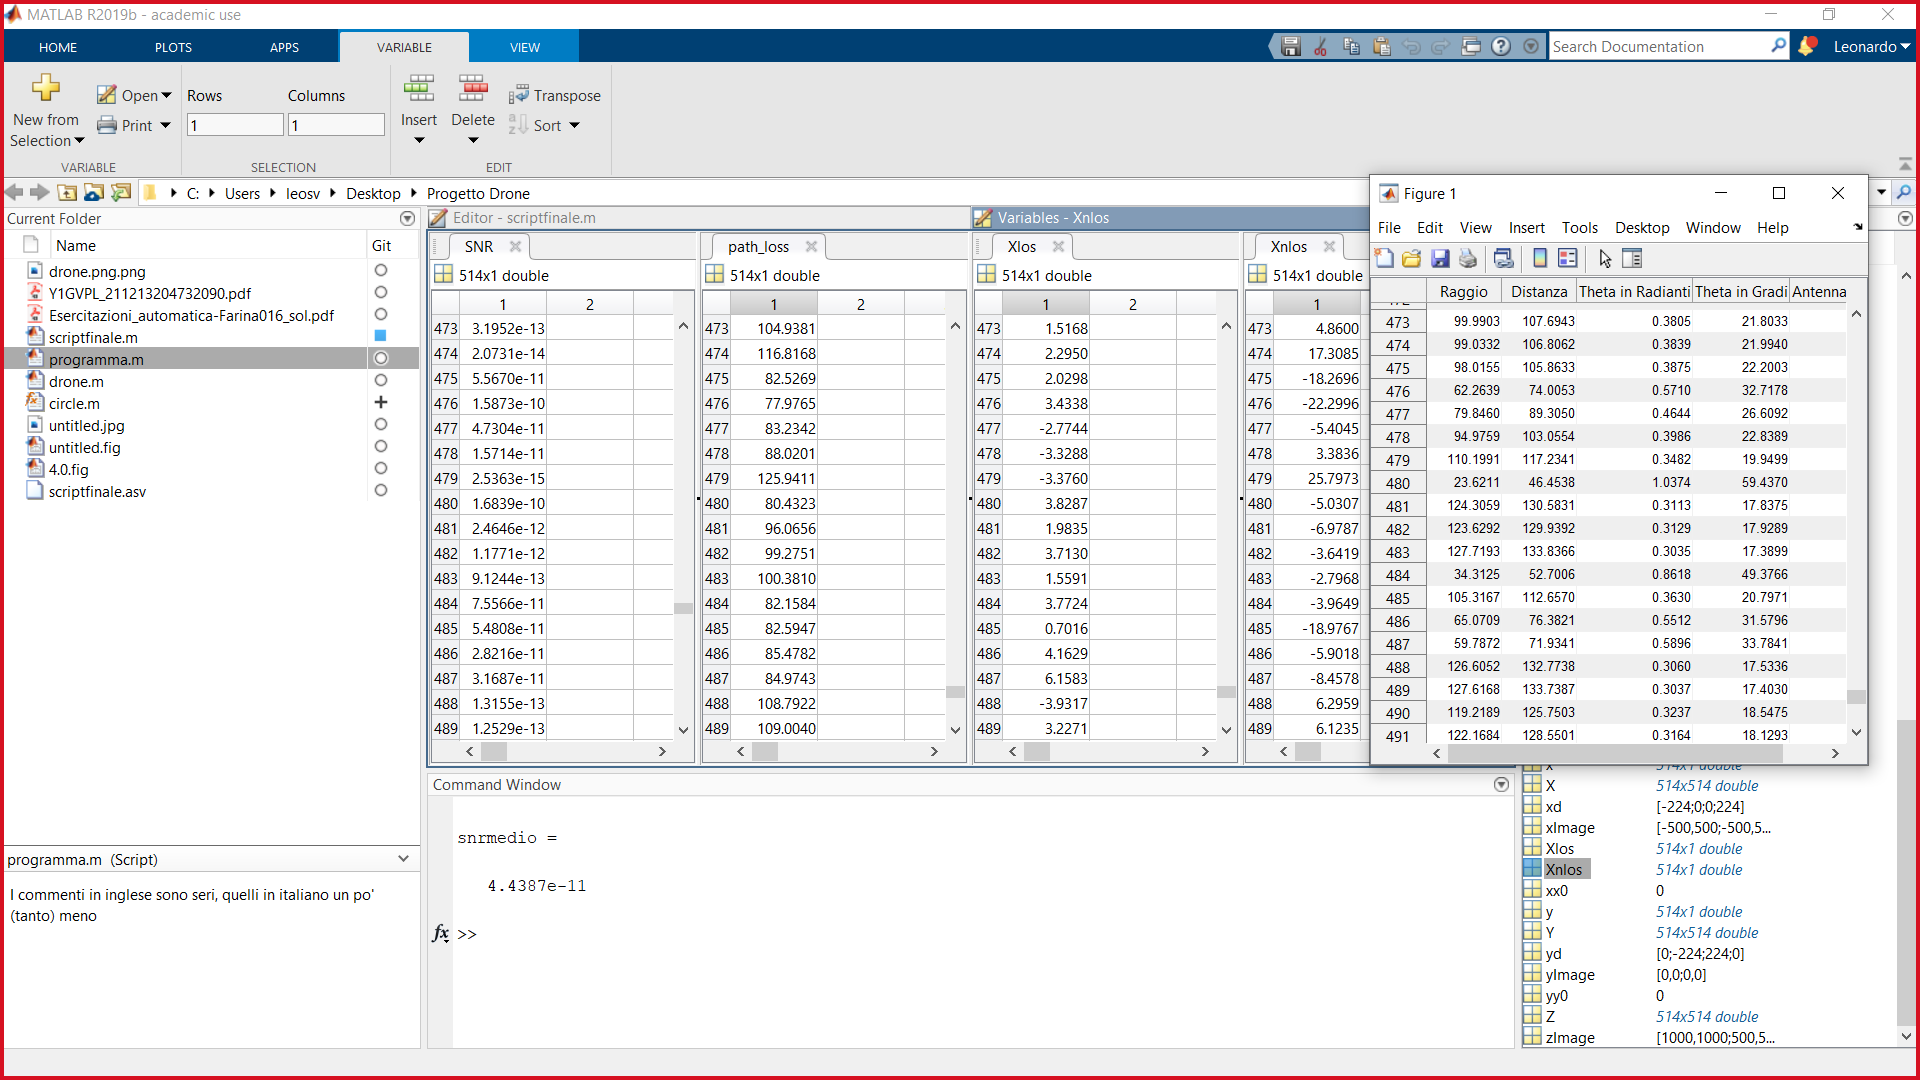 MATLAB R2019b - academic use
HOME PLOTS APPS VARIABLE VIEW
Search Documentation
Leonardo
New from
Selection
Open
Print
Rows Columns
1 1
Insert
Delete
Transpose
Sort
VARIABLE SELECTION EDIT
C: Users leosv Desktop Progetto Drone
Current Folder
Name Git
drone.png.png
Y1GVPL_211213204732090.pdf
Esercitazioni_automatica-Farina016_sol.pdf
scriptfinale.m
programma.m
drone.m
circle.m
untitled.jpg
untitled.fig
4.0.fig
scriptfinale.asv
programma.m (Script)
I commenti in inglese sono seri, quelli in italiano un po'
(tanto) meno
Editor - scriptfinale.m
Variables - Xnlos
SNR
514x1 double
1 2
473 3.1952e-13
474 2.0731e-14
475 5.5670e-11
476 1.5873e-10
477 4.7304e-11
478 1.5714e-11
479 2.5363e-15
480 1.6839e-10
481 2.4646e-12
482 1.1771e-12
483 9.1244e-13
484 7.5566e-11
485 5.4808e-11
486 2.8216e-11
487 3.1687e-11
488 1.3155e-13
489 1.2529e-13
path_loss
514x1 double
1 2
473 104.9381
474 116.8168
475 82.5269
476 77.9765
477 83.2342
478 88.0201
479 125.9411
480 80.4323
481 96.0656
482 99.2751
483 100.3810
484 82.1584
485 82.5947
486 85.4782
487 84.9743
488 108.7922
489 109.0040
Xlos
514x1 double
1 2
473 1.5168
474 2.2950
475 2.0298
476 3.4338
477 -2.7744
478 -3.3288
479 -3.3760
480 3.8287
481 1.9835
482 3.7130
483 1.5591
484 3.7724
485 0.7016
486 4.1629
487 6.1583
488 -3.9317
489 3.2271
Xnlos
514x1 double
1
473 4.8600
474 17.3085
475 -18.2696
476 -22.2996
477 -5.4045
478 3.3836
479 25.7973
480 -5.0307
481 -6.9787
482 -3.6419
483 -2.7968
484 -3.9649
485 -18.9767
486 -5.9018
487 -8.4578
488 6.2959
489 6.1235
Figure 1
File Edit View Insert Tools Desktop Window Help
Raggio Distanza Theta in Radianti Theta in Gradi Antenna
473 99.9903 107.6943 0.3805 21.8033
474 99.0332 106.8062 0.3839 21.9940
475 98.0155 105.8633 0.3875 22.2003
476 62.2639 74.0053 0.5710 32.7178
477 79.8460 89.3050 0.4644 26.6092
478 94.9759 103.0554 0.3986 22.8389
479 110.1991 117.2341 0.3482 19.9499
480 23.6211 46.4538 1.0374 59.4370
481 124.3059 130.5831 0.3113 17.8375
482 123.6292 129.9392 0.3129 17.9289
483 127.7193 133.8366 0.3035 17.3899
484 34.3125 52.7006 0.8618 49.3766
485 105.3167 112.6570 0.3630 20.7971
486 65.0709 76.3821 0.5512 31.5796
487 59.7872 71.9341 0.5896 33.7841
488 126.6052 132.7738 0.3060 17.5336
489 127.6168 133.7387 0.3037 17.4030
490 119.2189 125.7503 0.3237 18.5475
491 122.1684 128.5501 0.3164 18.1293
Command Window
snrmedio =
4.4387e-11
fx >>
x 514x1 double
X 514x514 double
xd [-224;0;0;224]
xImage [-500,500;-500,5...
Xlos 514x1 double
Xnlos 514x1 double
xx0 0
y 514x1 double
Y 514x514 double
yd [0;-224;224;0]
yImage [0,0;0,0]
yy0 0
Z 514x514 double
zImage [1000,1000;500,5...